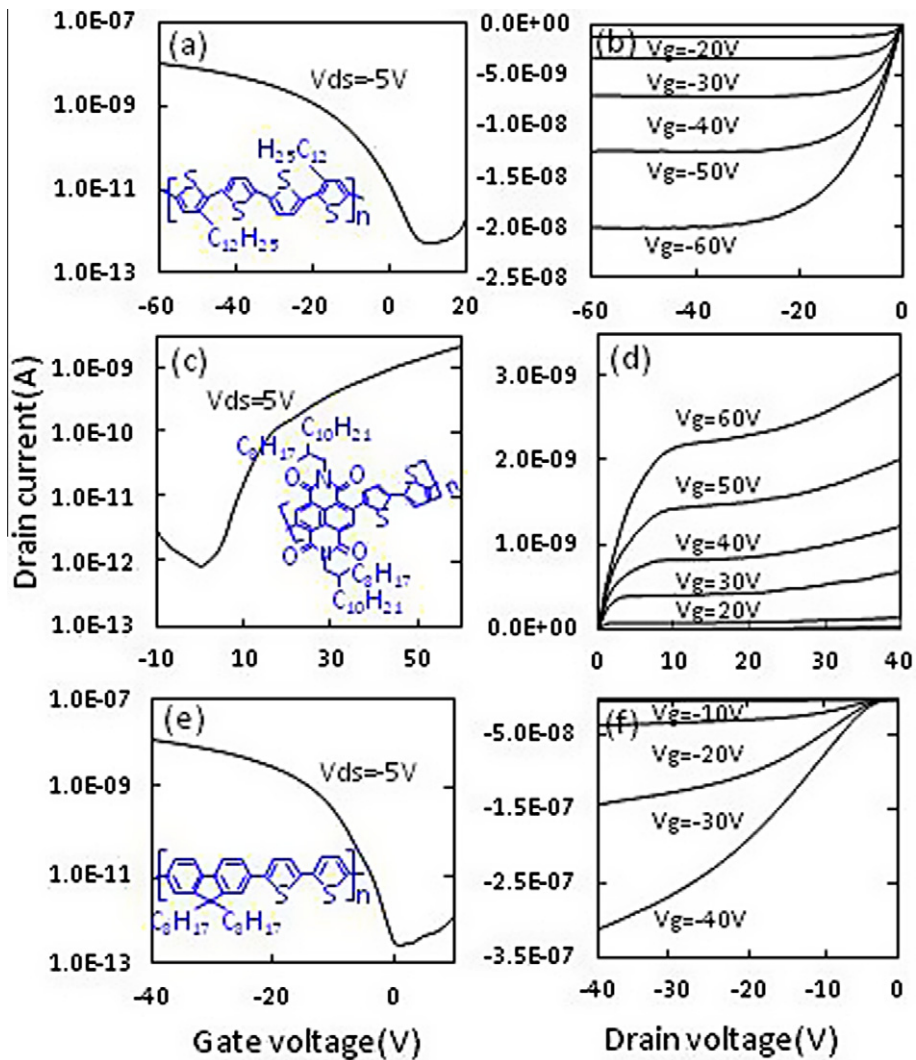 (a)
1.0E-07
1.0E-09
1.0E-11
1.0E-13
Vds=-5V
H25C12
S
S
S
S
n
C12H25
-60
-40
-20
0
20
(b)
0.0E+00
-5.0E-09
-1.0E-08
-1.5E-08
-2.0E-08
-2.5E-08
Vg=-20V
Vg=-30V
Vg=-40V
Vg=-50V
Vg=-60V
-60
-40
-20
0
Drain current(A)
(c)
1.0E-09
1.0E-10
1.0E-11
1.0E-12
1.0E-13
Vds=5V
C10H21
C8H17
O
N
O
S
S
n
O
N
O
C8H17
C10H21
-10
10
30
50
(d)
3.0E-09
2.0E-09
1.0E-09
0.0E+00
Vg=60V
Vg=50V
Vg=40V
Vg=30V
Vg=20V
0
10
20
30
40
(e)
1.0E-07
1.0E-09
1.0E-11
1.0E-13
Vds=-5V
S
S
n
C8H17
C8H17
-40
-20
0
Gate voltage(V)
(f)
-5.0E-08
-1.5E-07
-2.5E-07
-3.5E-07
Vg=-10V
Vg=-20V
Vg=-30V
Vg=-40V
-40
-30
-20
-10
0
Drain voltage(V)